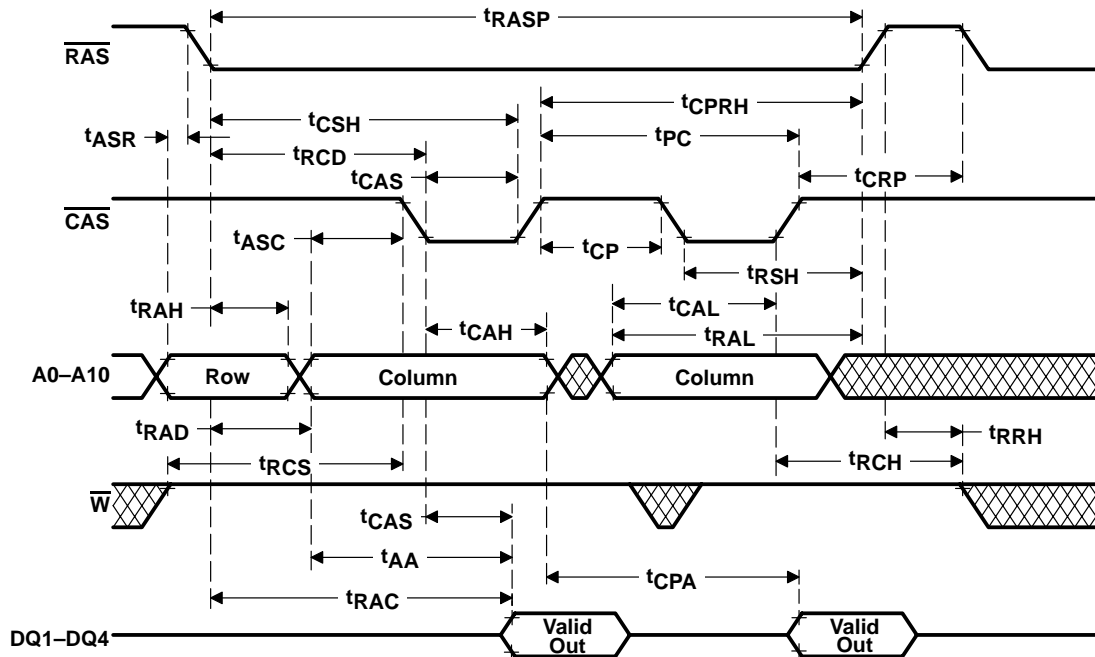 tRASP
RAS
tCPRH
tCSH
tASR
tPC
tRCD
tCAS
tCRP
CAS
tASC
tCP
tRSH
tRAH
tCAL
tCAH
tRAL
A0–A10
Row
Column
Column
tRAD
tRRH
tRCS
tRCH
W
tCAS
tAA
tCPA
tRAC
DQ1–DQ4
Valid
Out
Valid
Out